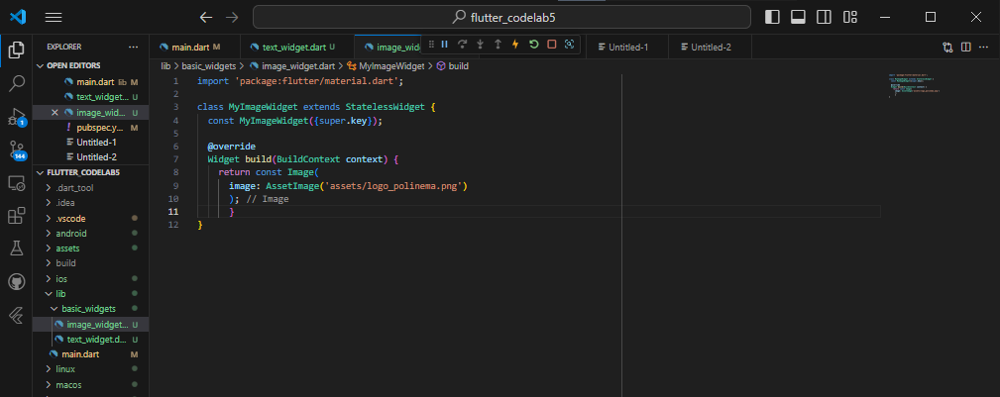 flutter_codelab5
EXPLORER
main.dart M
text_widget.dart U
image_wid
Untitled-1
Untitled-2
OPEN EDITORS
main.dart lib M
text_widget... U
image_wid... U
pubspec.y... M
Untitled-1
Untitled-2
FLUTTER_CODELAB5
.dart_tool
.idea
.vscode
android
assets
build
ios
lib
basic_widgets
image_widget... U
text_widget.d... U
main.dart M
linux
macos
1
144
lib > basic_widgets > image_widget.dart > MyImageWidget > build
1 import 'package:flutter/material.dart';
2
3 class MyImageWidget extends StatelessWidget {
4 const MyImageWidget({super.key});
5
6 @override
7 Widget build(BuildContext context) {
8 return const Image(
9 image: AssetImage('assets/logo_polinema.png')
10 ); // Image
11 }
12 }